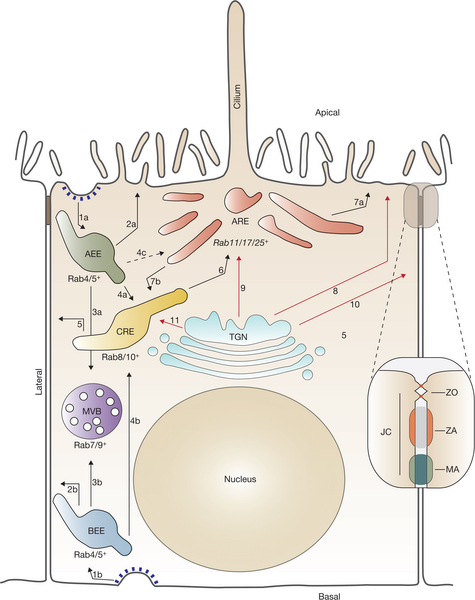 Cilium
Apical
1a
2a
7a
ARE
Rab11/17/25+
AEE
4c
7b
6
Rab4/5+
4a
9
8
10
3a
5
CRE
11
TGN
5
Rab8/10+
Lateral
MVB
Rab7/9+
4b
ZO
JC
ZA
MA
Nucleus
2b
3b
BEE
Rab4/5+
1b
Basal